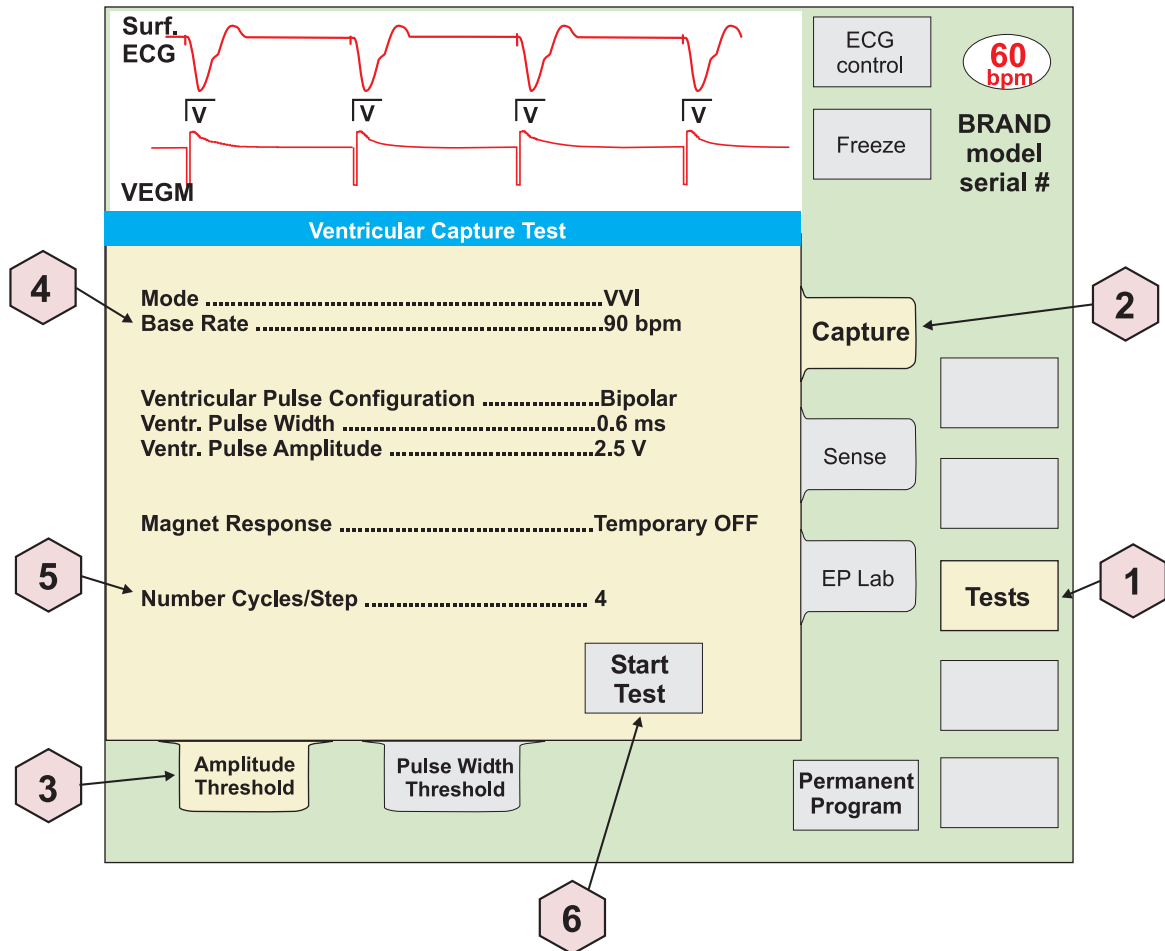 Surf.
ECG
V V V V
VEGM
ECG
control
60
bpm
Freeze
BRAND
model
serial #
Ventricular Capture Test
4
Mode ........................................................VVI
Base Rate ..................................................90 bpm
Capture
2
Ventricular Pulse Configuration .................Bipolar
Ventr. Pulse Width ....................................0.6 ms
Ventr. Pulse Amplitude ..............................2.5 V
Sense
Magnet Response .....................................Temporary OFF
5
Number Cycles/Step .................................. 4
EP Lab
Tests
1
Start
Test
3
Amplitude
Threshold
Pulse Width
Threshold
Permanent
Program
6